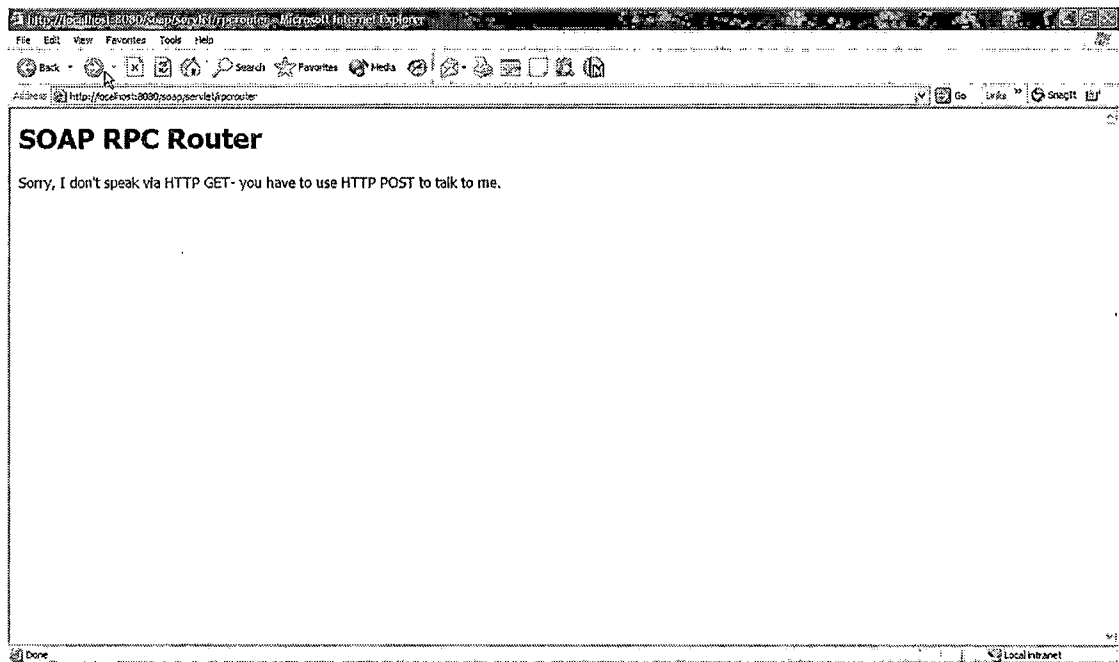 http://localhost:8080/soap/servlet/rpcrouter - Microsoft Internet Explorer
File Edit View Favorites Tools Help
Back Search Favorites Media
Address http://localhost:8080/soap/servlet/rpcrouter Go Links » SnagIt
SOAP RPC Router
Sorry, I don't speak via HTTP GET- you have to use HTTP POST to talk to me.
Done Local intranet